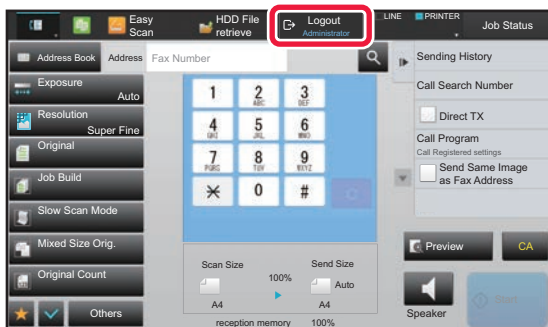 Easy
Scan
HDD File
retrieve
Logout
Administrator
LINE
PRINTER
Job Status
Address Book
Address
Fax Number
Exposure
Auto
Resolution
Super Fine
Original
Job Build
Slow Scan Mode
Mixed Size Orig.
Original Count
Others
1
2
ABC
3
DEF
4
GHI
5
JKL
6
MNO
7
PQRS
8
TUV
9
WXYZ
0
#
C
Scan Size
100%
Send Size
Auto
A4
A4
reception memory 100%
Sending History
Call Search Number
Direct TX
Call Program
Call Registered settings
Send Same Image
as Fax Address
Preview
CA
Speaker
Start